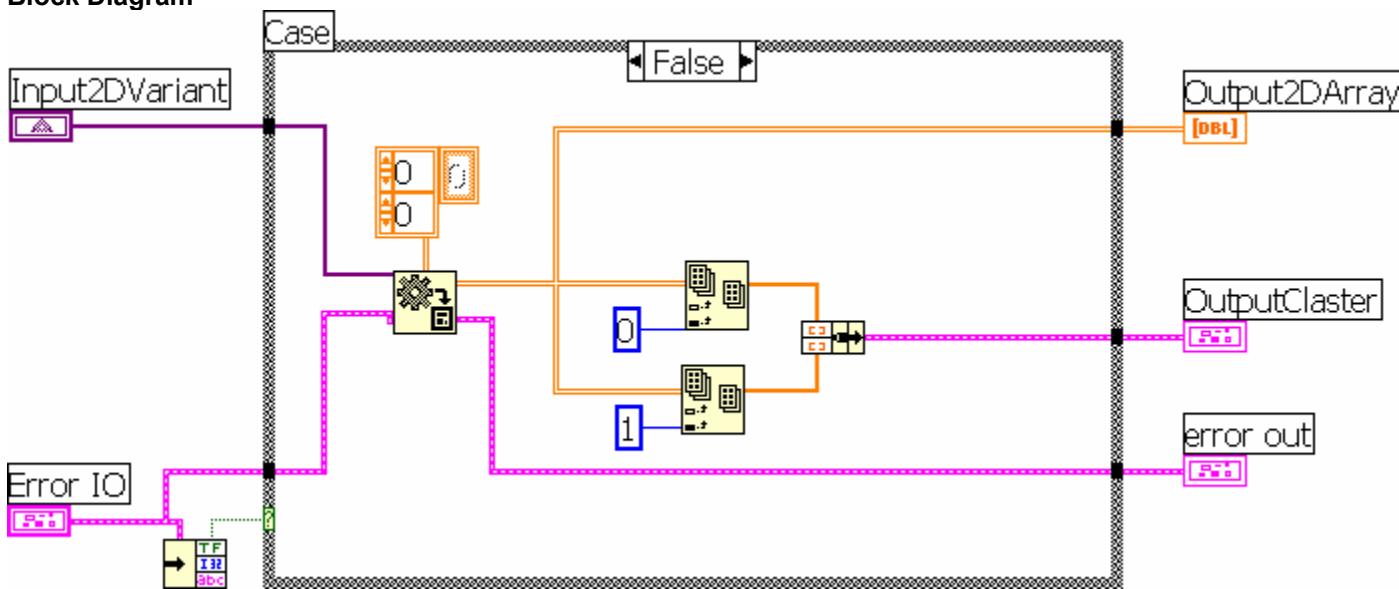 Block Diagram
Case
False
Input2DVariant
Output2DArray
[DBL]
0
0
0
0
OutputClaster
1
error out
Error IO
?
TF
I32
abc